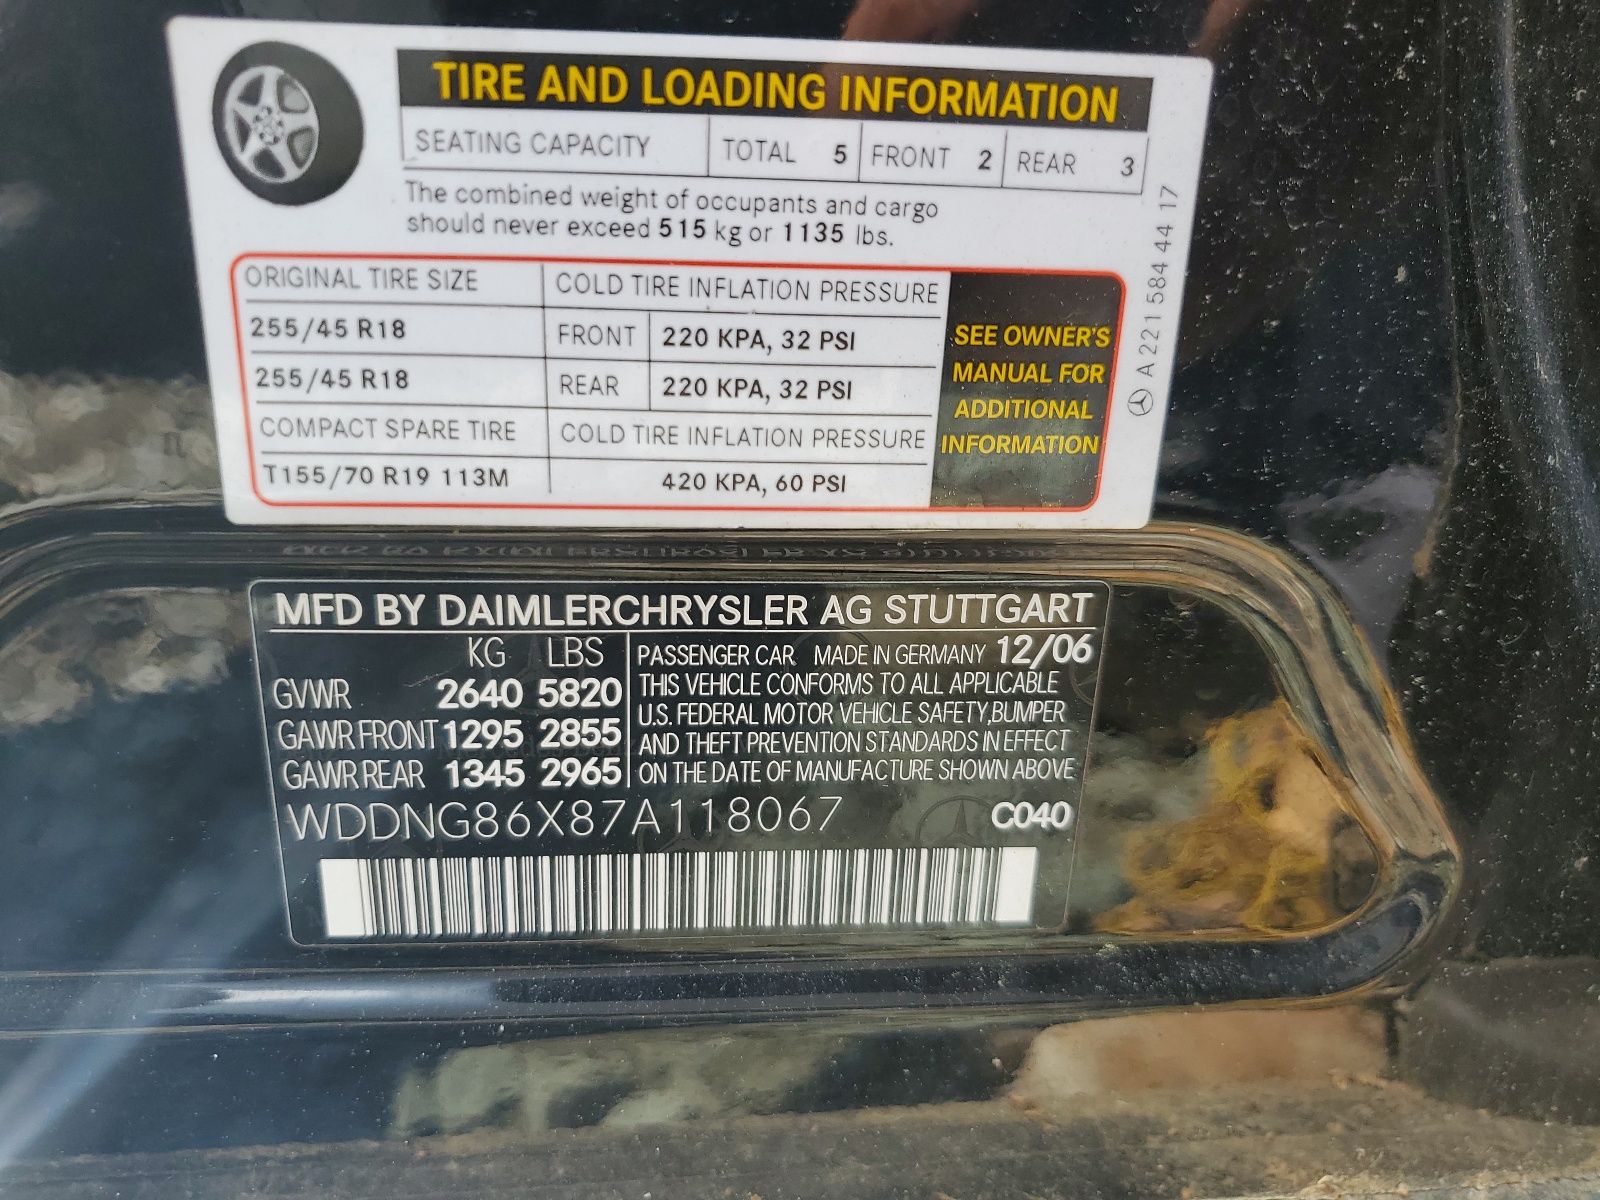 TIRE AND LOADING INFORMATION
SEATING CAPACITY TOTAL 5 FRONT 2 REAR 3
The combined weight of occupants and cargo
should never exceed 515 kg or 1135 lbs.
ORIGINAL TIRE SIZE COLD TIRE INFLATION PRESSURE
255/45 R18 FRONT 220 KPA, 32 PSI
255/45 R18 REAR 220 KPA, 32 PSI
COMPACT SPARE TIRE COLD TIRE INFLATION PRESSURE
T155/70 R19 113M 420 KPA, 60 PSI
SEE OWNER'S
MANUAL FOR
ADDITIONAL
INFORMATION
A 221 584 44 17
MFD BY DAIMLERCHRYSLER AG STUTTGART
KG LBS
GVWR 2640 5820
GAWR FRONT 1295 2855
GAWR REAR 1345 2965
PASSENGER CAR MADE IN GERMANY 12/06
THIS VEHICLE CONFORMS TO ALL APPLICABLE
U.S. FEDERAL MOTOR VEHICLE SAFETY, BUMPER
AND THEFT PREVENTION STANDARDS IN EFFECT
ON THE DATE OF MANUFACTURE SHOWN ABOVE
WDDNG86X87A118067 C040